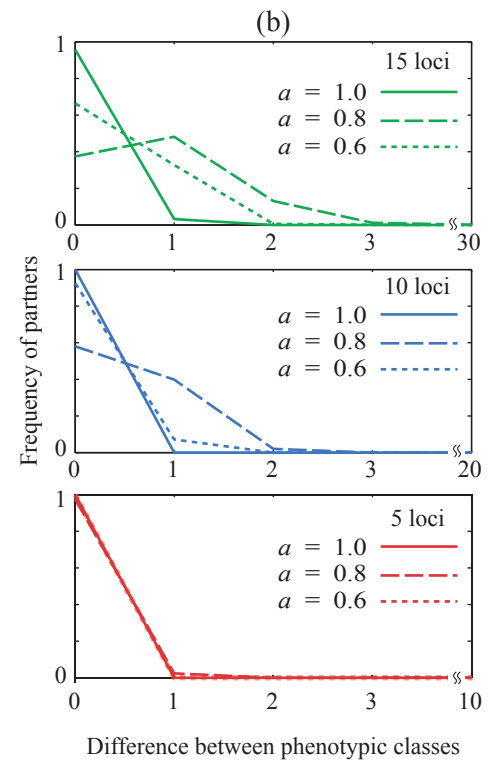 (b)
Frequency of partners
1
15 loci
a = 1.0
a = 0.8
a = 0.6
0
0 1 2 3 30
1
10 loci
a = 1.0
a = 0.8
a = 0.6
0
0 1 2 3 20
1
5 loci
a = 1.0
a = 0.8
a = 0.6
0
0 1 2 3 10
Difference between phenotypic classes